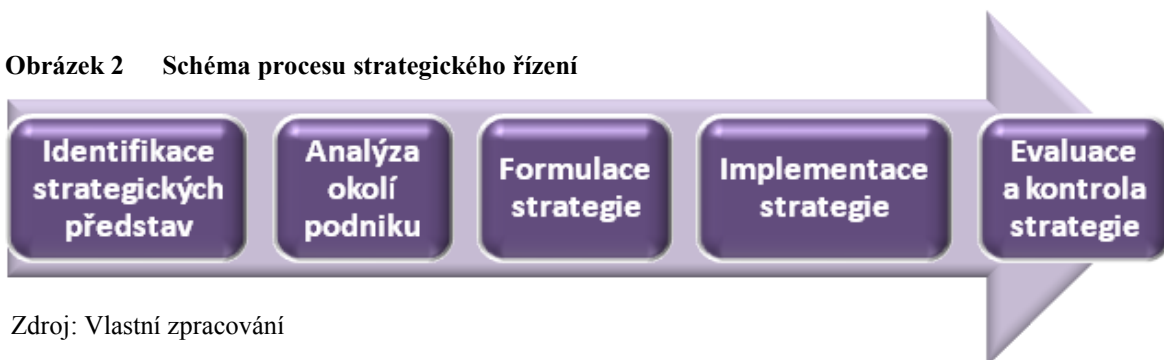 Obrázek 2 Schéma procesu strategického řízení
Identifikace
strategických
představ
Analýza
okolí
podniku
Formulace
strategie
Implementace
strategie
Evaluace
a kontrola
strategie
Zdroj: Vlastní zpracování